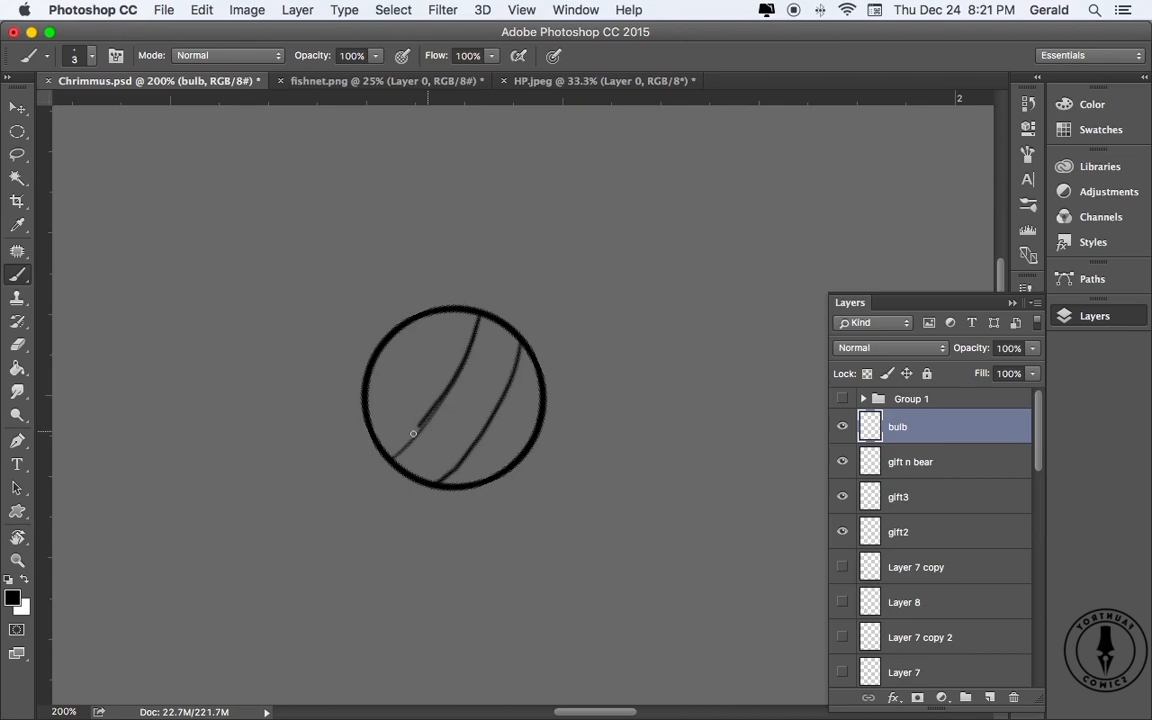 Photoshop CC File Edit Image Layer Type Select Filter 3D View Window Help Thu Dec 24 8:21 PM Gerald
Adobe Photoshop CC 2015
3 Mode: Normal Opacity: 100% Flow: 100% Essentials
Chrimmus.psd @ 200% (bulb, RGB/8#) * fishnet.png @ 25% (Layer 0, RGB/8#) * HP.jpeg @ 33.3% (Layer 0, RGB/8*) *
2
Color
Swatches
Libraries
Adjustments
Channels
Styles
Paths
Layers
Layers
Kind
Normal Opacity: 100%
Lock: Fill: 100%
Group 1
bulb
gift n bear
gift3
gift2
Layer 7 copy
Layer 8
Layer 7 copy 2
Layer 7
COMICS
200% Doc: 22.7M/221.7M